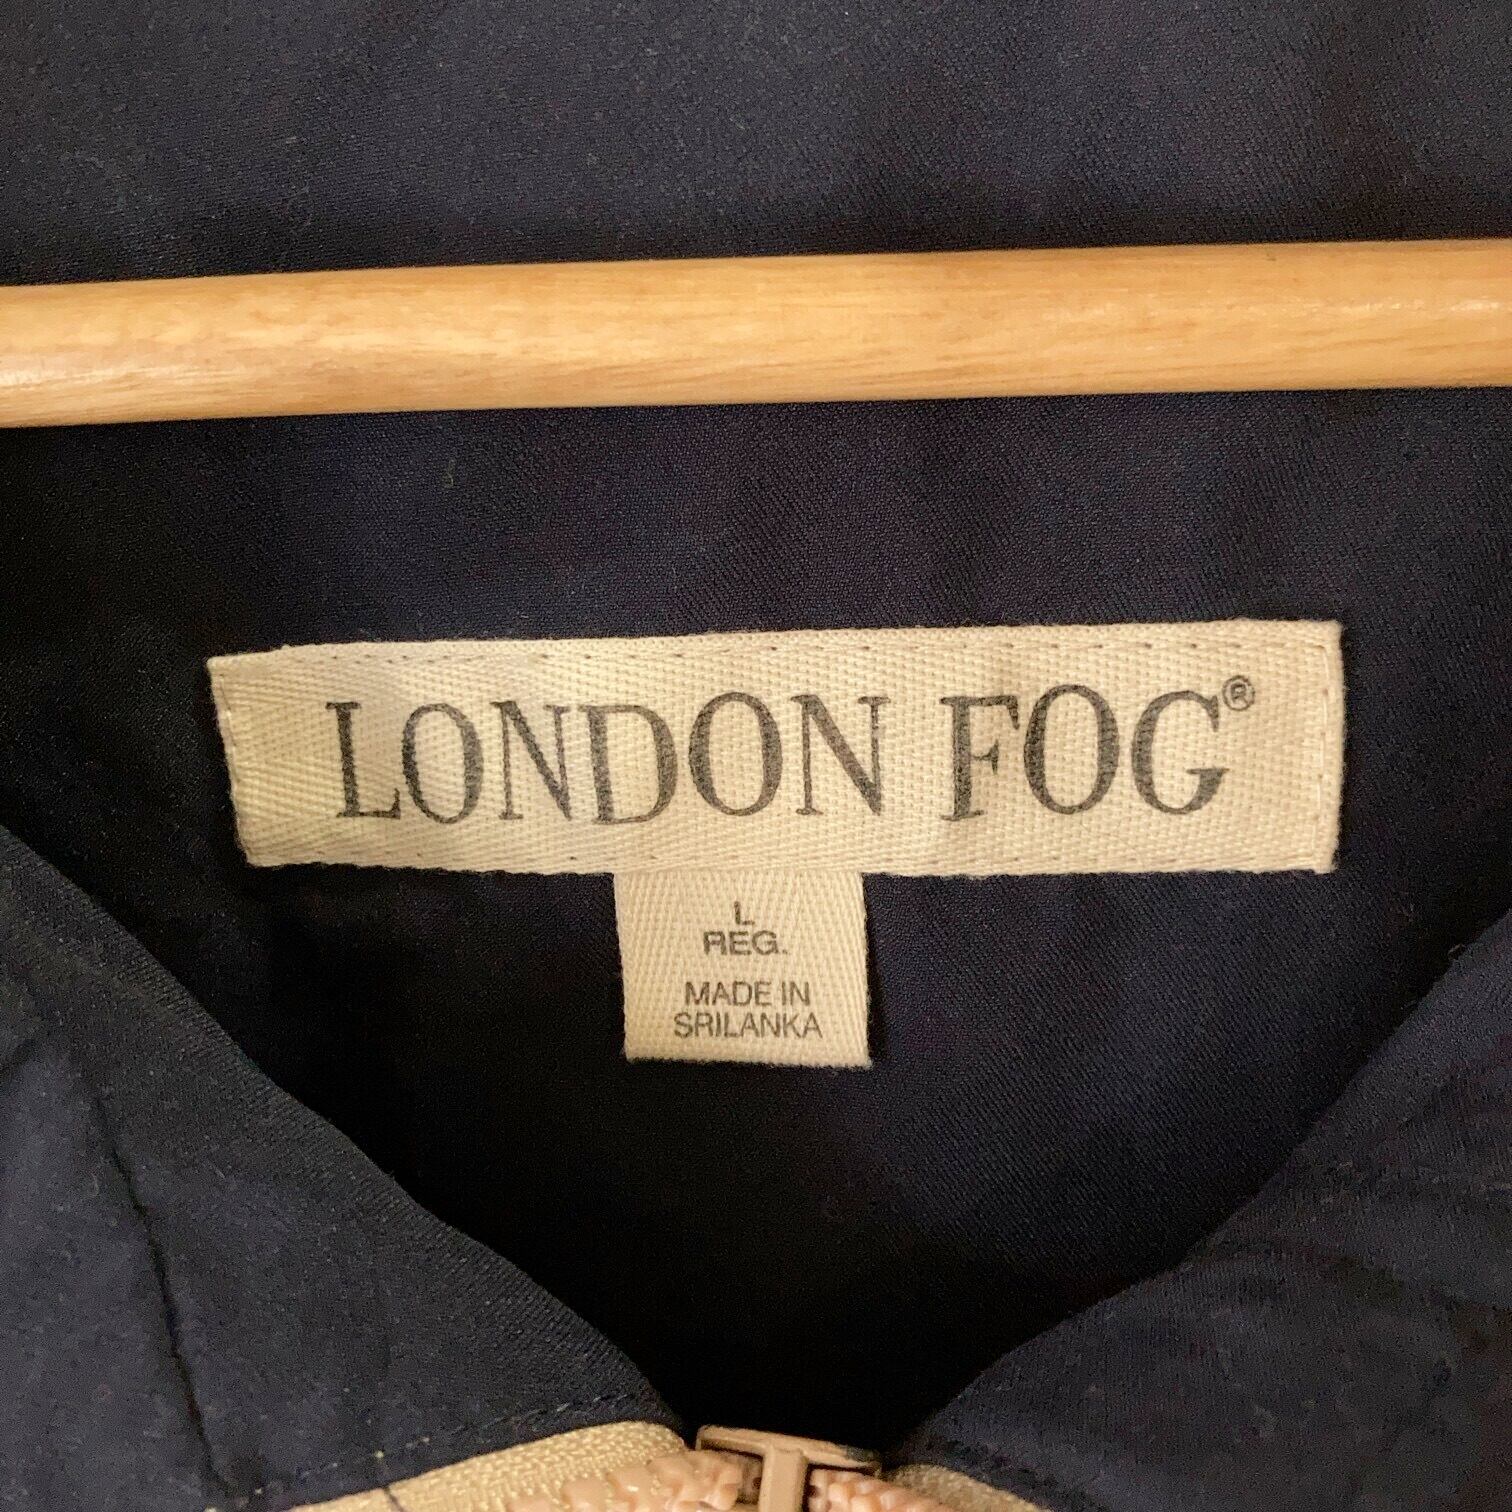 LONDON FOG®
L
REG.
MADE IN
SRILANKA